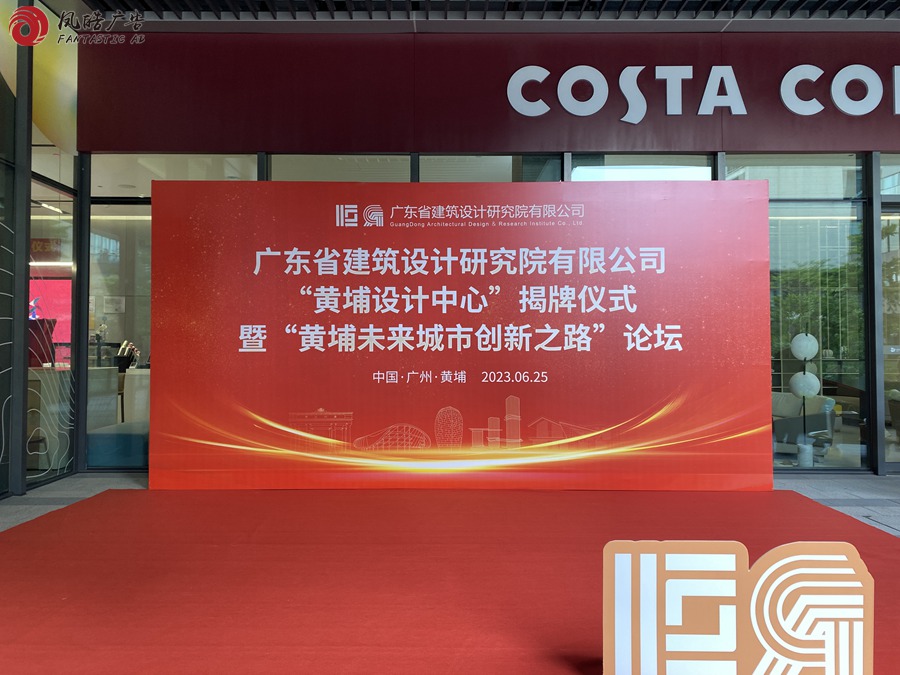 凤皓广告
FANTASTIC AD
COSTA CO
广东省建筑设计研究院有限公司
GuangDong Architectural Design & Research Institute Co., Ltd.
广东省建筑设计研究院有限公司
“黄埔设计中心”揭牌仪式
暨“黄埔未来城市创新之路”论坛
中国·广州·黄埔 2023.06.25